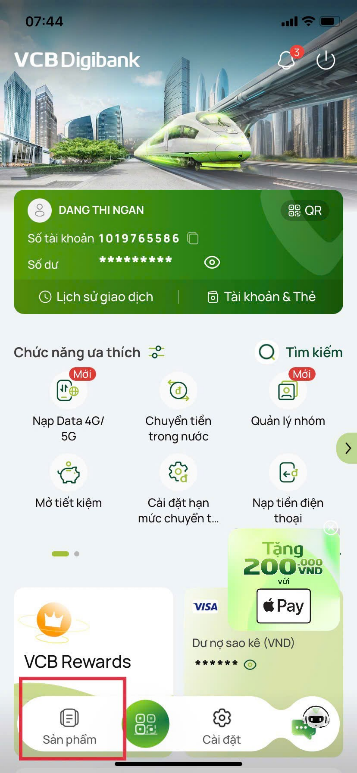 07:44
VCB Digibank
3
DANG THI NGAN
QR
Số tài khoản 1019765586
Số dư *********
Lịch sử giao dịch
Tài khoản & Thẻ
Chức năng ưa thích
Tìm kiếm
Mới
Mới
Nạp Data 4G/
5G
Chuyển tiền
trong nước
Quản lý nhóm
Mở tiết kiệm
Cài đặt hạn
mức chuyển t...
Nạp tiền điện
thoại
Tặng
200.000
VND
với
Pay
VISA
Dư nợ sao kê (VND)
******
VCB Rewards
Sản phẩm
Cài đặt